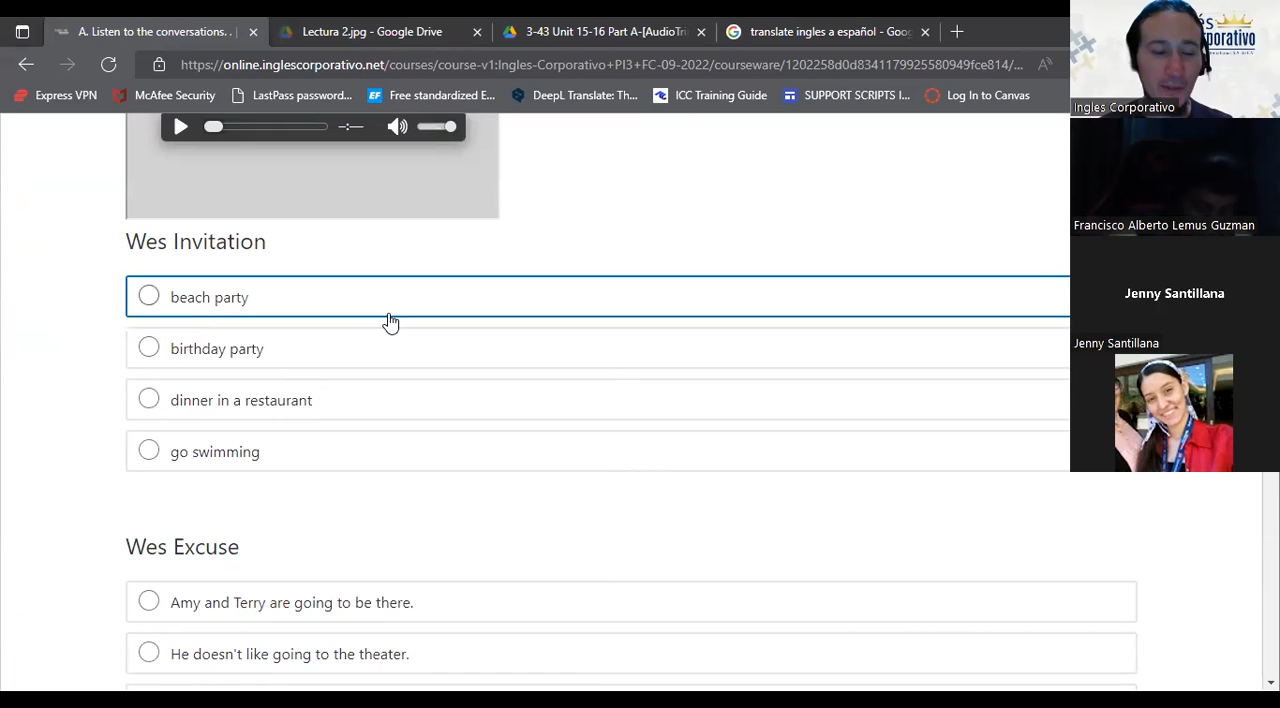 A. Listen to the conversations. .
Lectura 2.jpg - Google Drive
3-43 Unit 15-16 Part A-[AudioTri
translate ingles a español - Goog
https://online.inglescorporativo.net/courses/course-v1:Ingles-Corporativo+PI3+FC-09-2022/courseware/
Express VPN
McAfee Security
LastPass password...
EF Free standardized E...
DeepL Translate: Th...
ICC Training Guide
SUPPORT SCRIPTS I...
Log In to Canvas
Ingles Corporativo
Francisco Alberto Lemus Guzman
Jenny Santillana
Jenny Santillana
Wes Invitation
beach party
birthday party
dinner in a restaurant
go swimming
Wes Excuse
Amy and Terry are going to be there.
He doesn't like going to the theater.